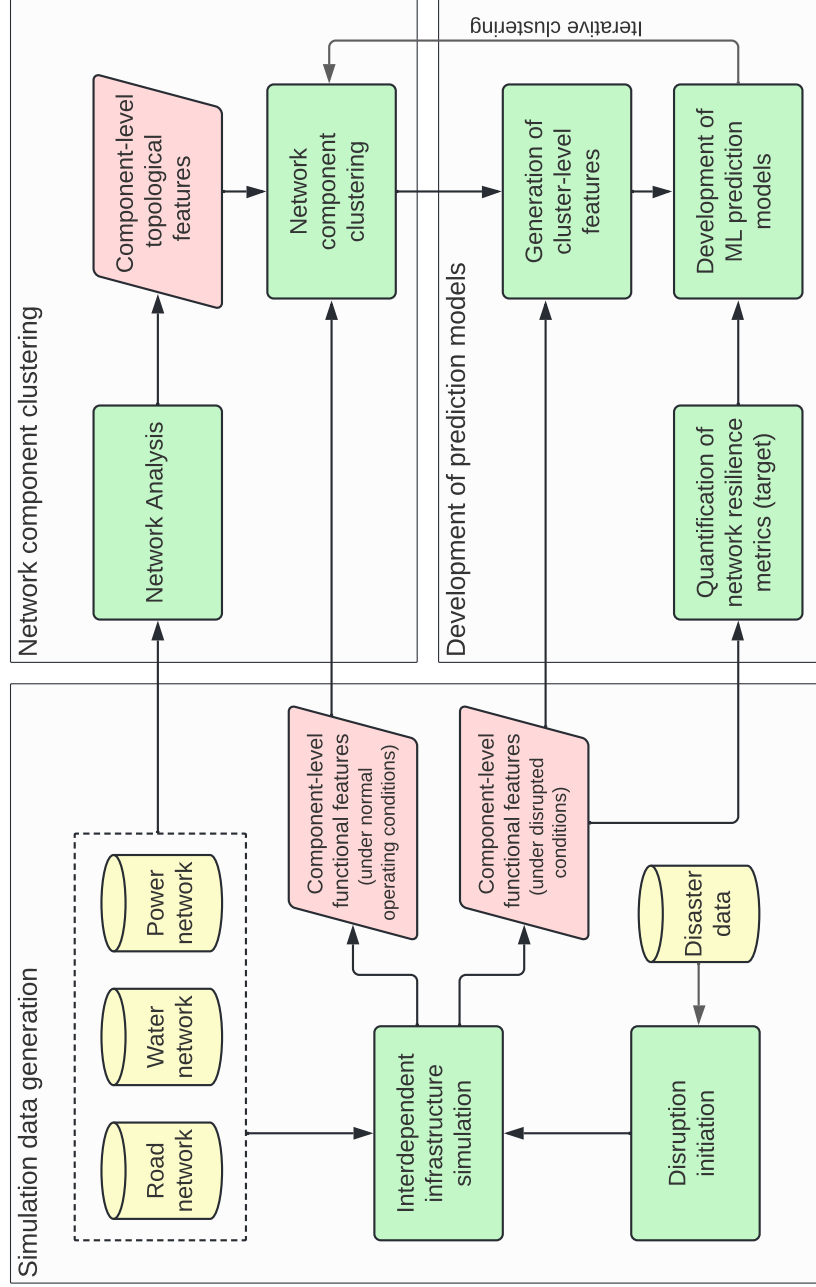 Simulation data generation
Road
network
Water
network
Power
network
Interdependent
infrastructure
simulation
Disruption
initiation
Disaster
data
Component-level
functional features
(under normal
operating conditions)
Component-level
functional features
(under disrupted
conditions)
Network component clustering
Network Analysis
Component-level
topological
features
Network
component
clustering
Development of prediction models
Generation of
cluster-level
features
Quantification of
network resilience
metrics (target)
Development of
ML prediction
models
Iterative clustering